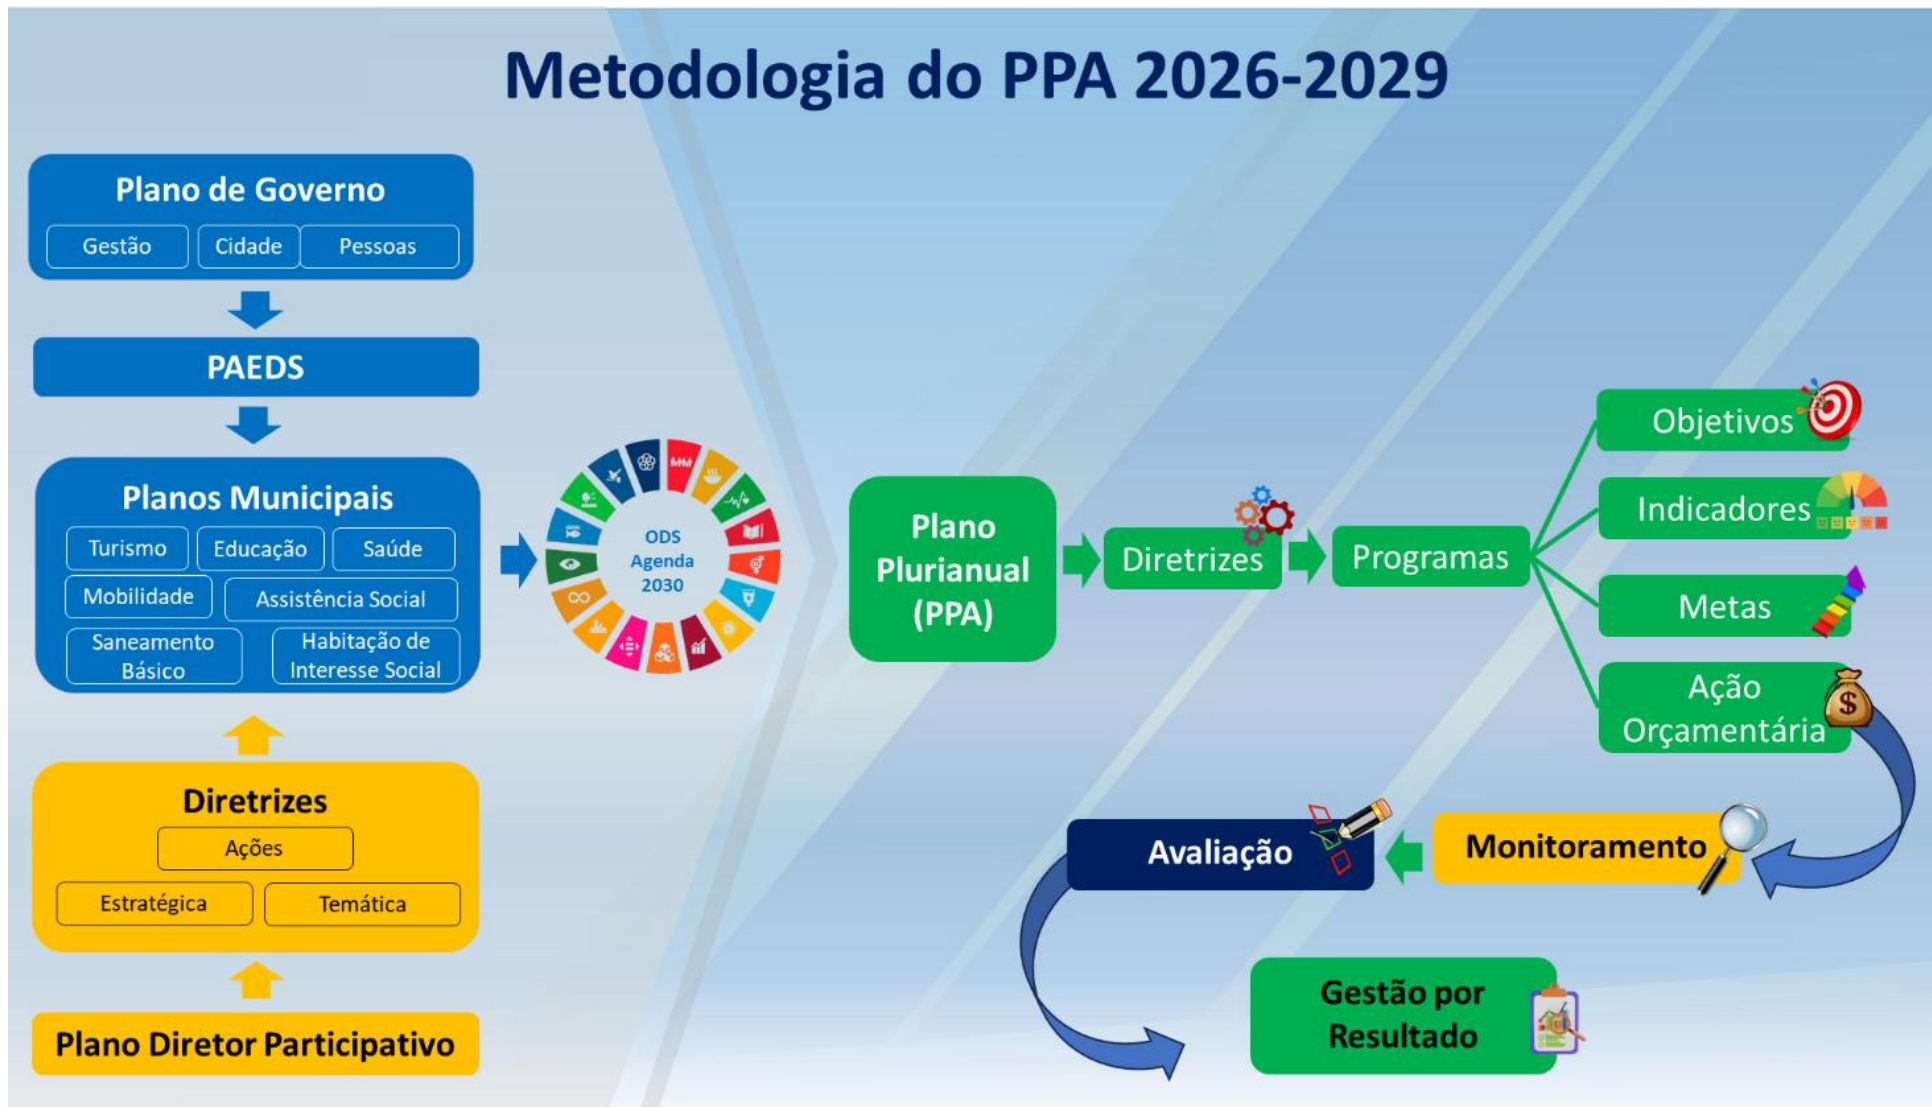 Metodologia do PPA 2026-2029
Plano de Governo
Gestão
Cidade
Pessoas
PAEDS
Planos Municipais
Turismo
Educação
Saúde
Mobilidade
Assistência Social
Saneamento
Básico
Habitação de
Interesse Social
Diretrizes
Ações
Estratégica
Temática
Plano Diretor Participativo
ODS
Agenda
2030
Plano
Plurianual
(PPA)
Diretrizes
Programas
Objetivos
Indicadores
Metas
Ação
Orçamentária
$
Monitoramento
Avaliação
Gestão por
Resultado